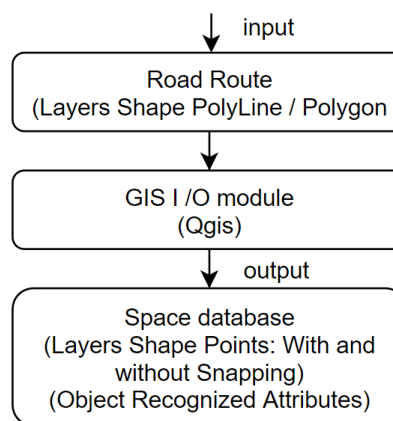 input
Road Route
(Layers Shape PolyLine / Polygon
GIS I /O module
(Qgis)
output
Space database
(Layers Shape Points: With and
without Snapping)
(Object Recognized Attributes)